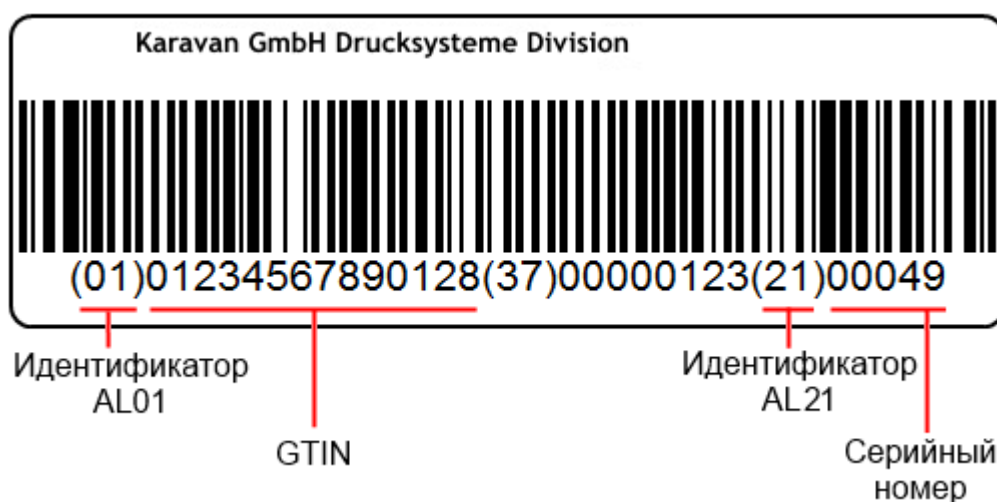 Karavan GmbH Drucksysteme Division
(01)01234567890128(37)00000123(21)00049
Идентификатор
AL01
GTIN
Идентификатор
AL21
Серийный
номер